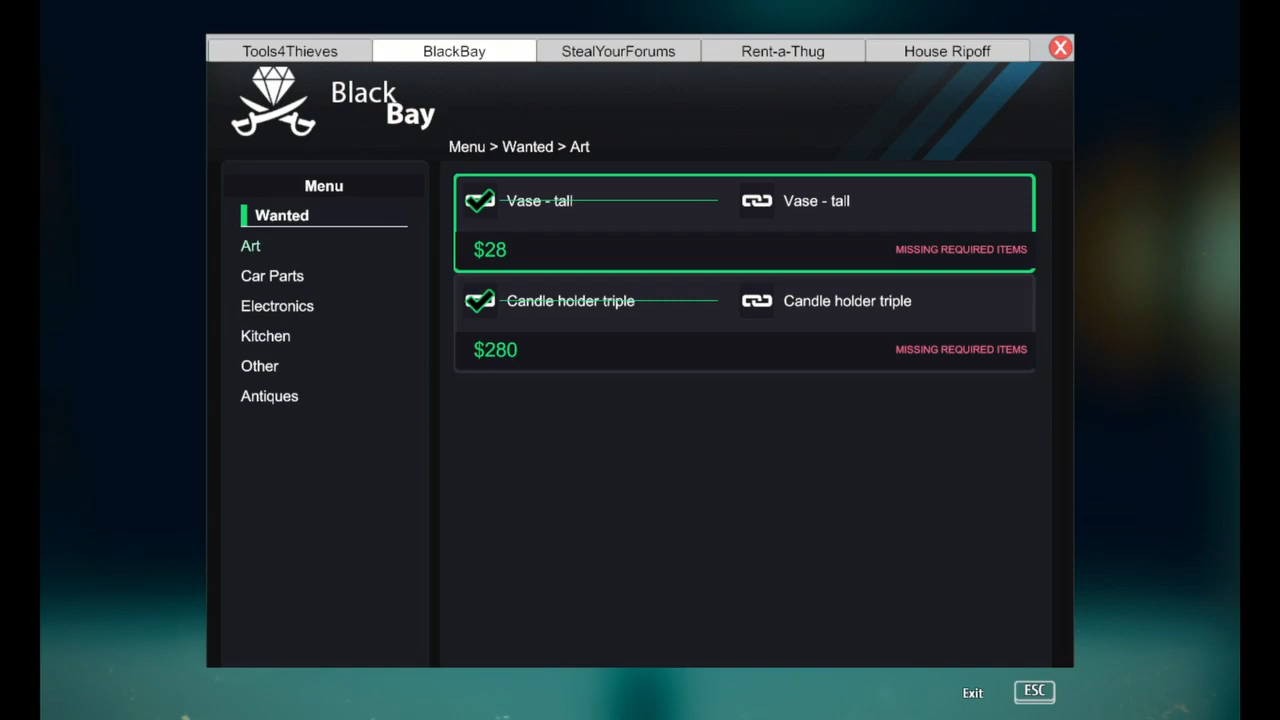 Tools4Thieves BlackBay StealYourForums Rent-a-Thug House Ripoff X
Black
Bay
Menu > Wanted > Art
Menu
Wanted
Art
Car Parts
Electronics
Kitchen
Other
Antiques
Vase - tall Vase - tall
$28 MISSING REQUIRED ITEMS
Candle holder triple Candle holder triple
$280 MISSING REQUIRED ITEMS
Exit ESC